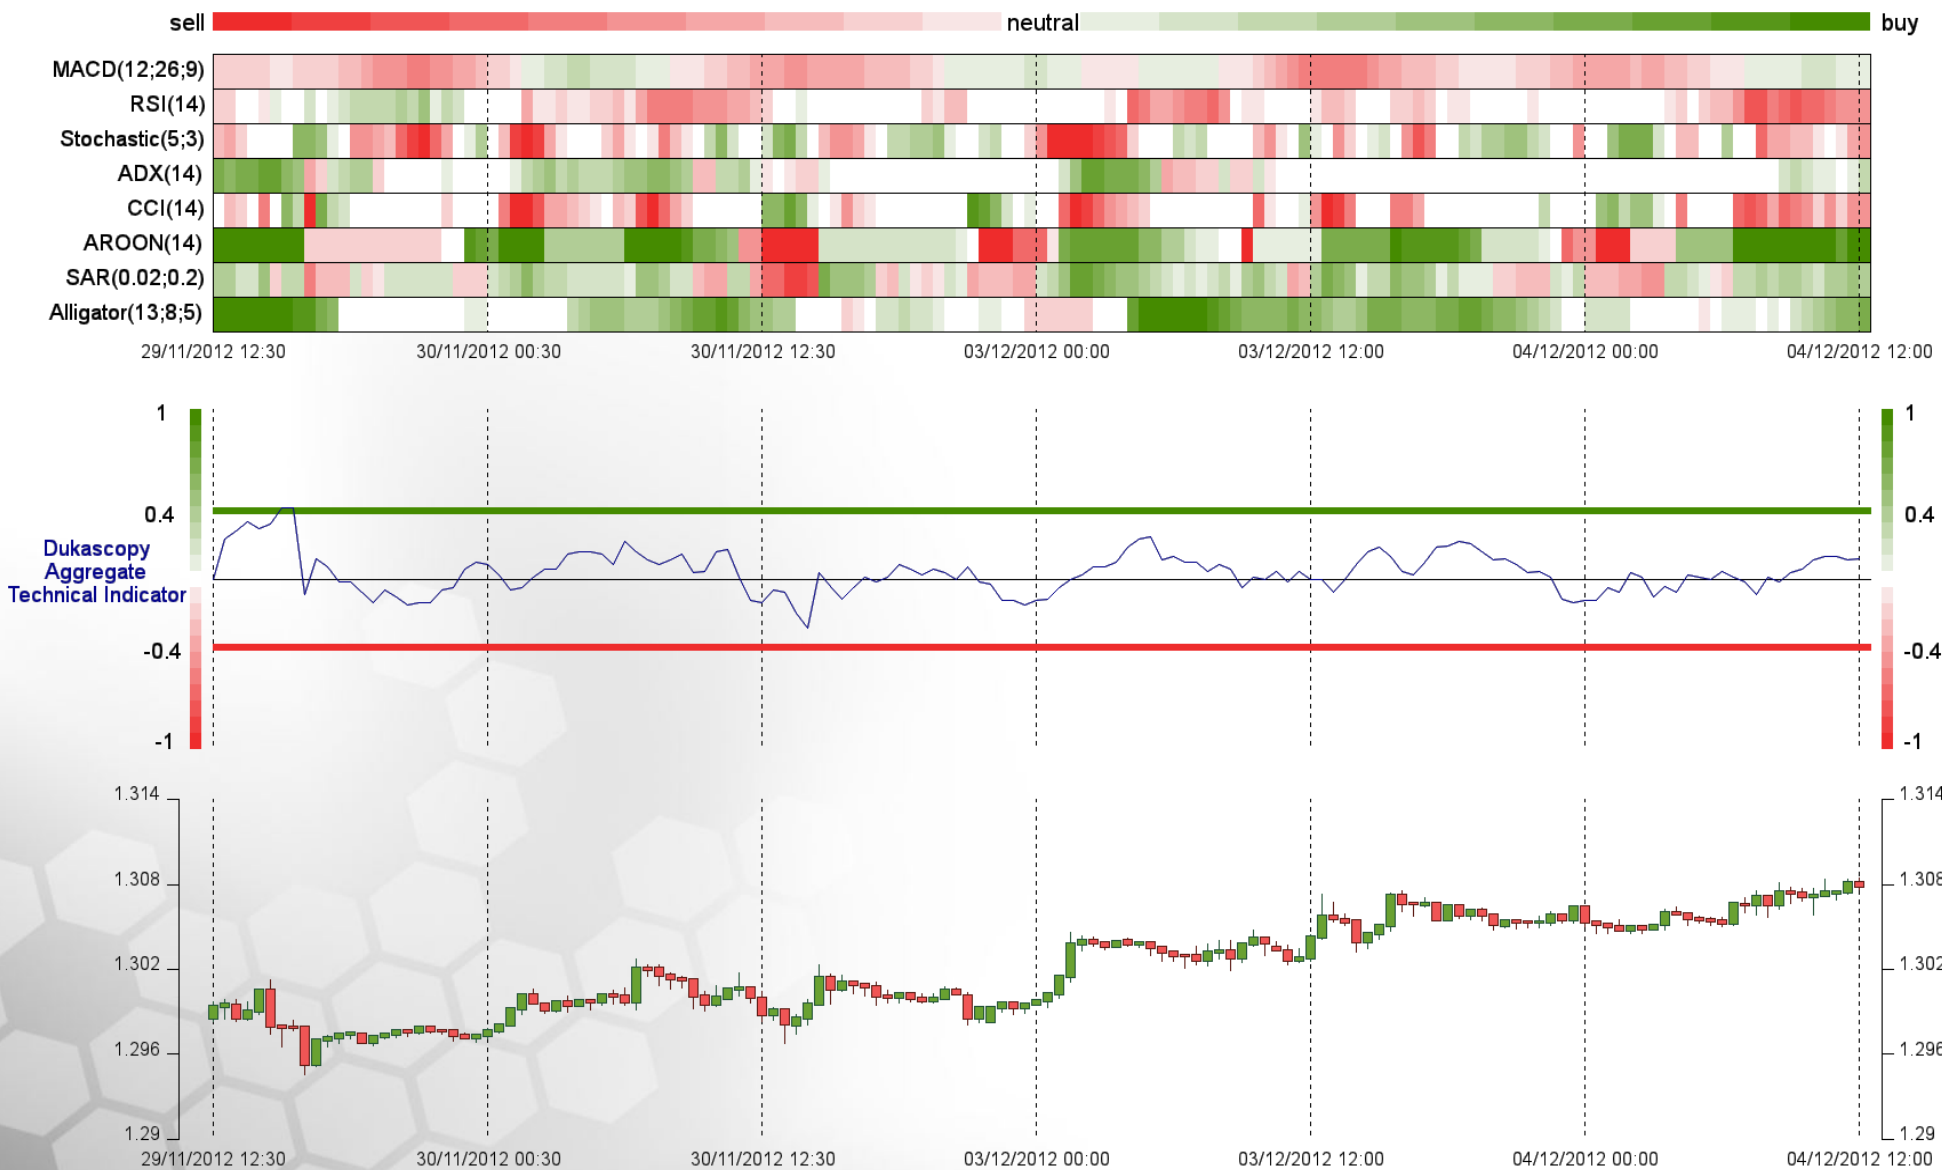 sell neutral buy
MACD(12;26;9)
RSI(14)
Stochastic(5;3)
ADX(14)
CCI(14)
AROON(14)
SAR(0.02;0.2)
Alligator(13;8;5)
29/11/2012 12:30 30/11/2012 00:30 30/11/2012 12:30 03/12/2012 00:00 03/12/2012 12:00 04/12/2012 00:00 04/12/2012 12:00
1 1
0.4 0.4
Dukascopy
Aggregate
Technical Indicator
-0.4 -0.4
-1 -1
1.314 1.314
1.308 1.308
1.302 1.302
1.296 1.296
1.29 1.29
29/11/2012 12:30 30/11/2012 00:30 30/11/2012 12:30 03/12/2012 00:00 03/12/2012 12:00 04/12/2012 00:00 04/12/2012 12:00